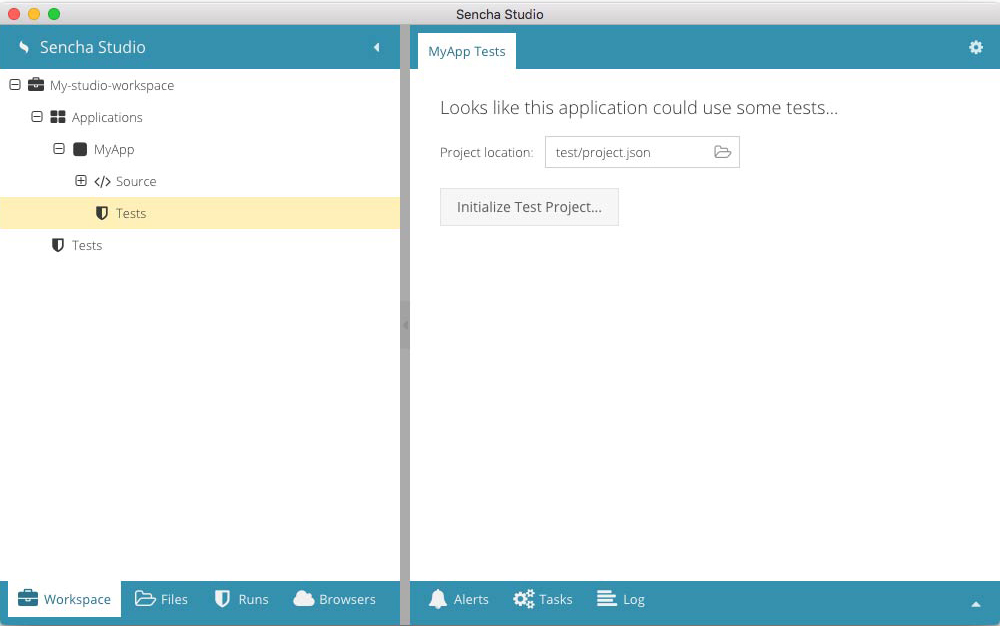 Sencha Studio
Sencha Studio
My-studio-workspace
Applications
MyApp
Source
Tests
Tests
MyApp Tests
Looks like this application could use some tests...
Project location: test/project.json
Initialize Test Project...
Workspace Files Runs Browsers Alerts Tasks Log